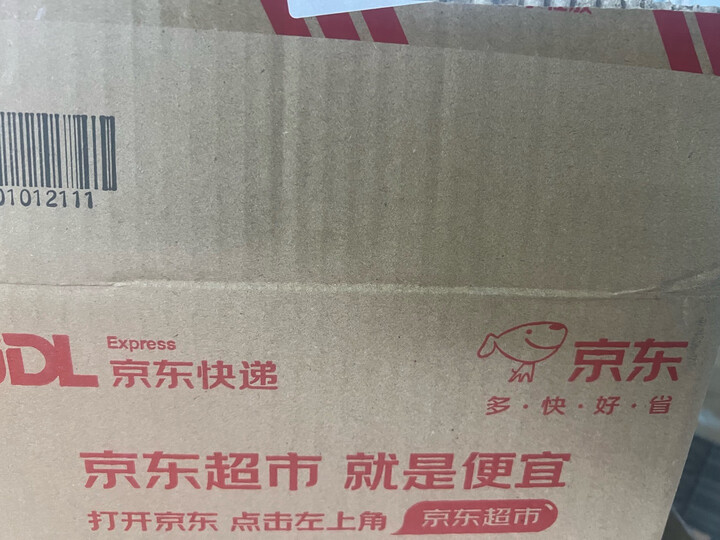 01012111
JDL
Express
京东快递
京东
多·快·好·省
京东超市 就是便宜
打开京东 点击左上角 京东超市